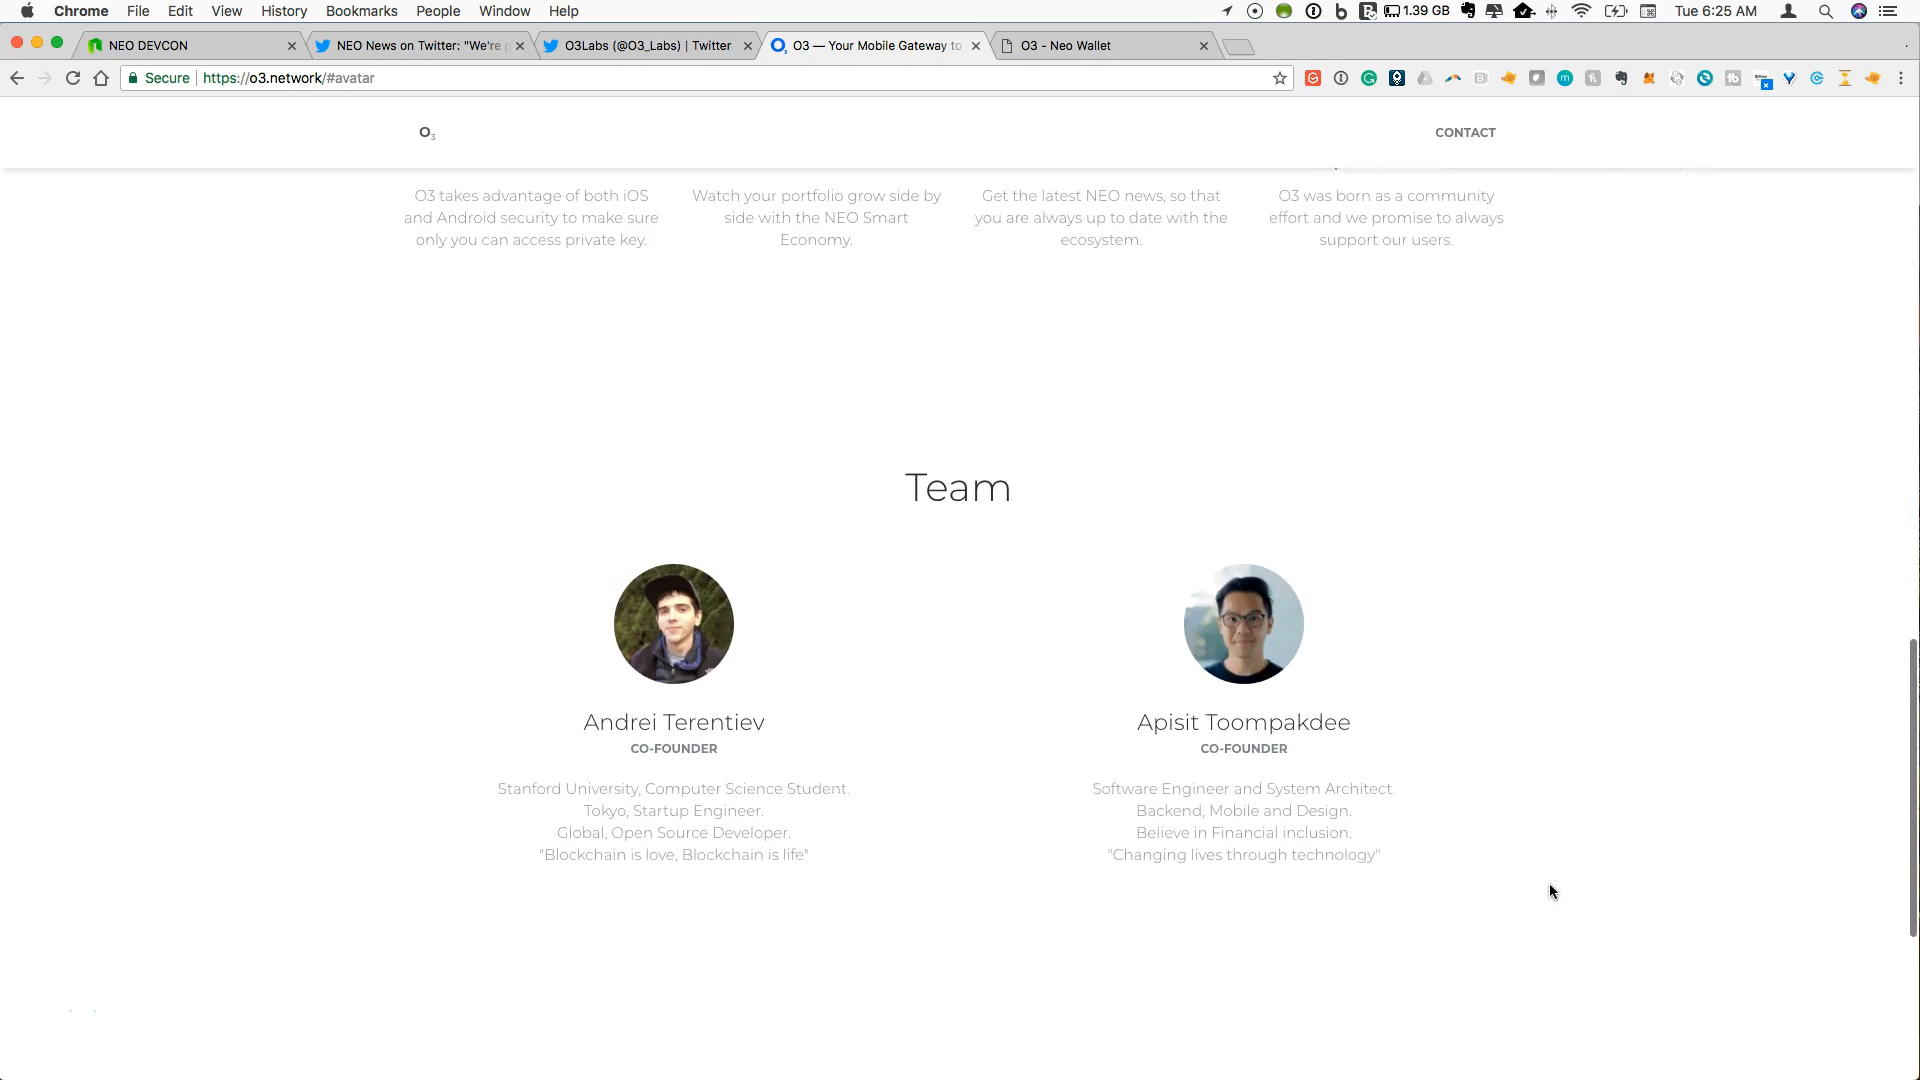 Chrome File Edit View History Bookmarks People Window Help 1.39 GB Tue 6:25 AM
NEO DEVCON
NEO News on Twitter: "We're p
O3Labs (@O3_Labs) | Twitter
O3 — Your Mobile Gateway to
O3 - Neo Wallet
Secure https://o3.network/#avatar
O3
CONTACT
O3 takes advantage of both iOS
and Android security to make sure
only you can access private key.
Watch your portfolio grow side by
side with the NEO Smart
Economy.
Get the latest NEO news, so that
you are always up to date with the
ecosystem.
O3 was born as a community
effort and we promise to always
support our users.
Team
Andrei Terentiev
CO-FOUNDER
Stanford University, Computer Science Student.
Tokyo, Startup Engineer.
Global, Open Source Developer.
"Blockchain is love, Blockchain is life"
Apisit Toompakdee
CO-FOUNDER
Software Engineer and System Architect.
Backend, Mobile and Design.
Believe in Financial inclusion.
"Changing lives through technology"